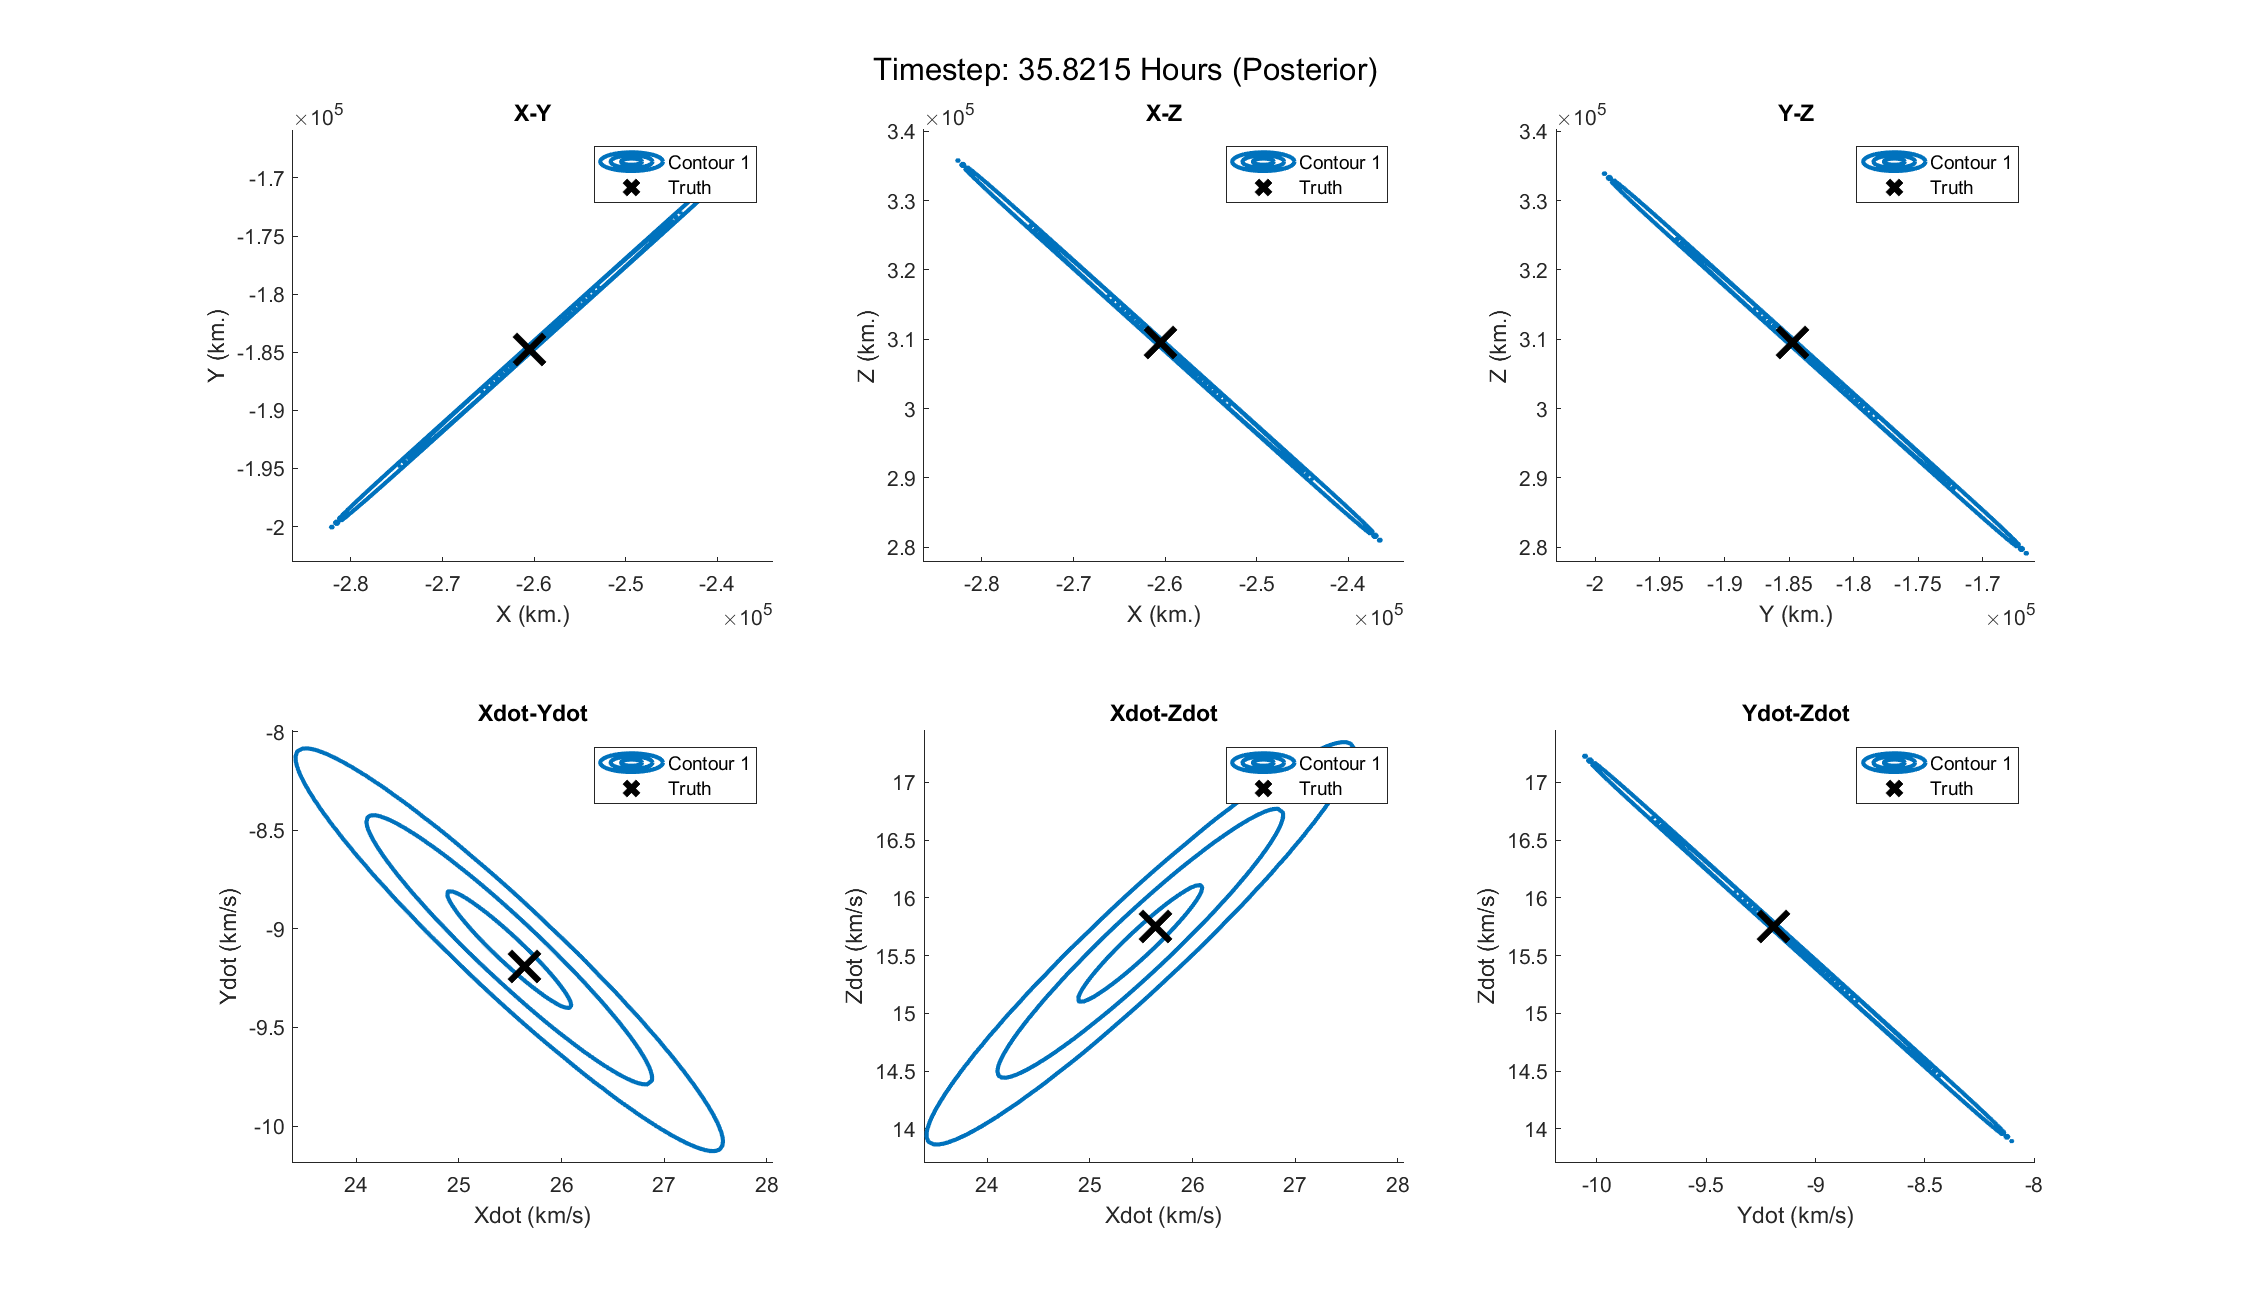 Timestep: 35.8215 Hours (Posterior)
X-Y
×10^5
Contour 1
Truth
-1.7
-1.75
-1.8
-1.85
-1.9
-1.95
-2
Y (km.)
-2.8
-2.7
-2.6
-2.5
-2.4
X (km.)
×10^5
X-Z
×10^5
Contour 1
Truth
3.4
3.3
3.2
3.1
3
2.9
2.8
Z (km.)
-2.8
-2.7
-2.6
-2.5
-2.4
X (km.)
×10^5
Y-Z
×10^5
Contour 1
Truth
3.4
3.3
3.2
3.1
3
2.9
2.8
Z (km.)
-2
-1.95
-1.9
-1.85
-1.8
-1.75
-1.7
Y (km.)
×10^5
Xdot-Ydot
Contour 1
Truth
-8
-8.5
-9
-9.5
-10
Ydot (km/s)
24
25
26
27
28
Xdot (km/s)
Xdot-Zdot
Contour 1
Truth
17
16.5
16
15.5
15
14.5
14
Zdot (km/s)
24
25
26
27
28
Xdot (km/s)
Ydot-Zdot
Contour 1
Truth
17
16.5
16
15.5
15
14.5
14
Zdot (km/s)
-10
-9.5
-9
-8.5
-8
Ydot (km/s)